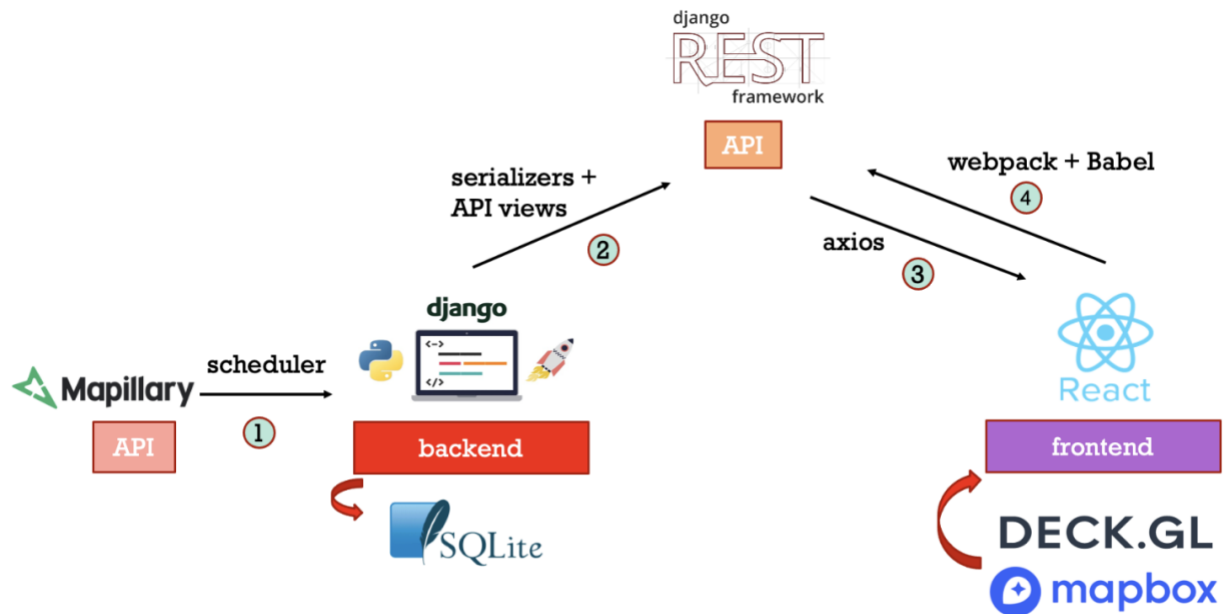 django
REST
framework
API
serializers +
API views
2
webpack + Babel
4
axios
3
Mapillary
API
scheduler
1
django
<->
</>
backend
SQLite
React
frontend
DECK.GL
mapbox